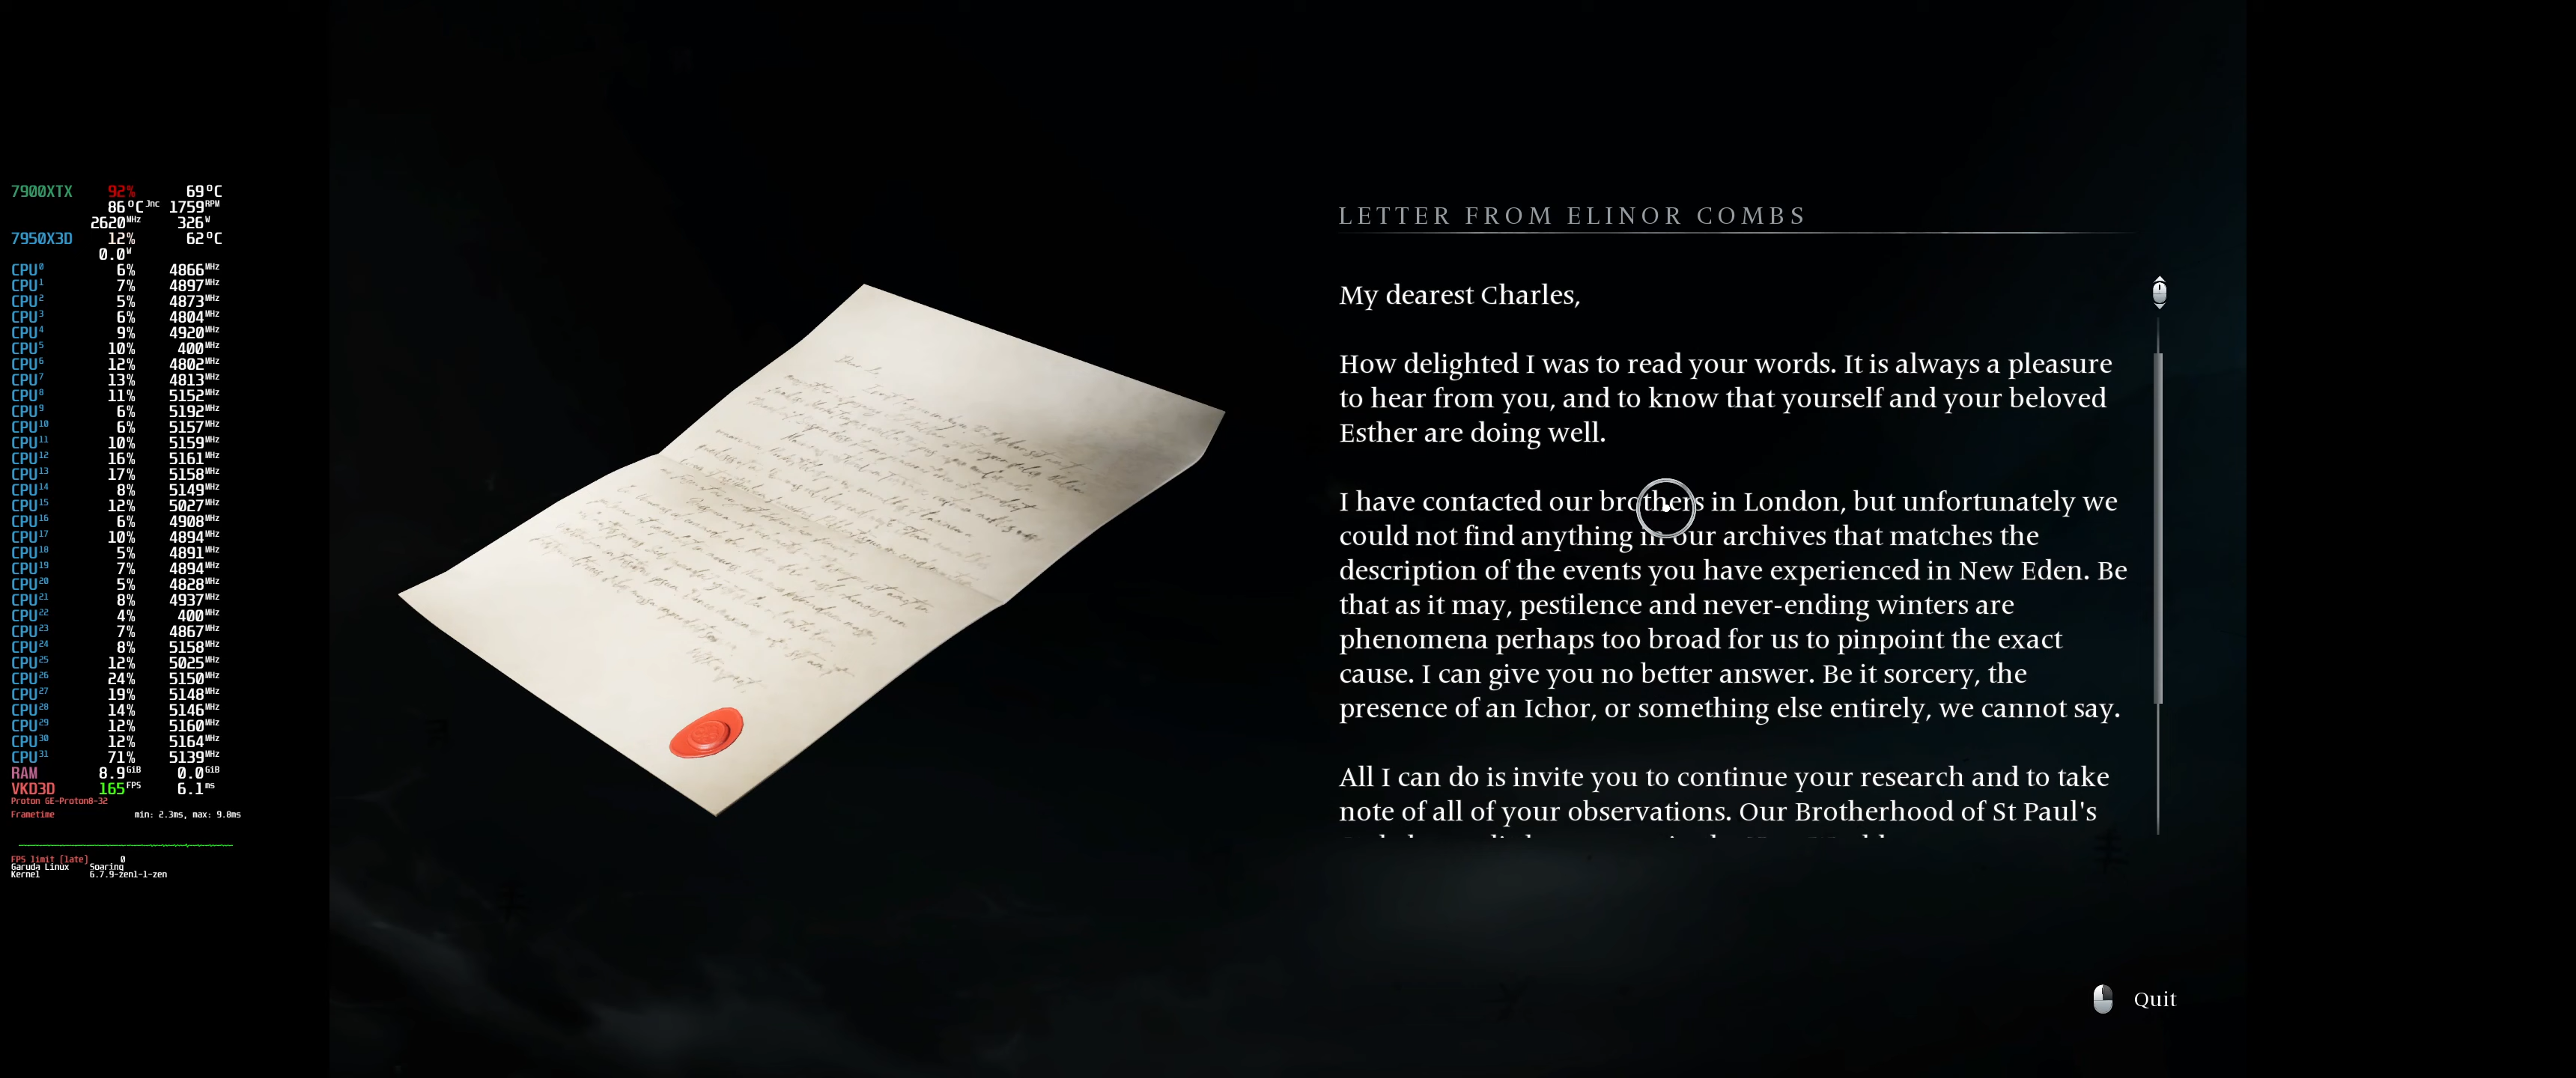 7900XTX 92% 69°C
86°C Jnc 1759RPM
2620MHz 326W
7950X3D 12% 62°C
0.0W
CPU0 6% 4866MHz
CPU1 7% 4897MHz
CPU2 5% 4873MHz
CPU3 6% 4804MHz
CPU4 9% 4920MHz
CPU5 10% 400MHz
CPU6 12% 4802MHz
CPU7 13% 4813MHz
CPU8 11% 5152MHz
CPU9 6% 5192MHz
CPU10 6% 5157MHz
CPU11 10% 5159MHz
CPU12 16% 5161MHz
CPU13 17% 5158MHz
CPU14 8% 5149MHz
CPU15 12% 5027MHz
CPU16 6% 4908MHz
CPU17 10% 4894MHz
CPU18 5% 4891MHz
CPU19 7% 4894MHz
CPU20 5% 4828MHz
CPU21 8% 4937MHz
CPU22 4% 400MHz
CPU23 7% 4867MHz
CPU24 8% 5158MHz
CPU25 12% 5025MHz
CPU26 24% 5150MHz
CPU27 19% 5148MHz
CPU28 14% 5146MHz
CPU29 12% 5160MHz
CPU30 12% 5164MHz
CPU31 71% 5139MHz
RAM 8.9GiB 0.0GiB
VKD3D 165FPS 6.1ms
Proton GE-Proton8-32
Frametime min: 2.3ms, max: 9.8ms
FPS limit (late) 0
Garuda Linux Soaring
Kernel 6.7.9-zen1-1-zen
LETTER FROM ELINOR COMBS
My dearest Charles,
How delighted I was to read your words. It is always a pleasure
to hear from you, and to know that yourself and your beloved
Esther are doing well.
I have contacted our brothers in London, but unfortunately we
could not find anything in our archives that matches the
description of the events you have experienced in New Eden. Be
that as it may, pestilence and never-ending winters are
phenomena perhaps too broad for us to pinpoint the exact
cause. I can give you no better answer. Be it sorcery, the
presence of an Ichor, or something else entirely, we cannot say.
All I can do is invite you to continue your research and to take
note of all of your observations. Our Brotherhood of St Paul's
Quit